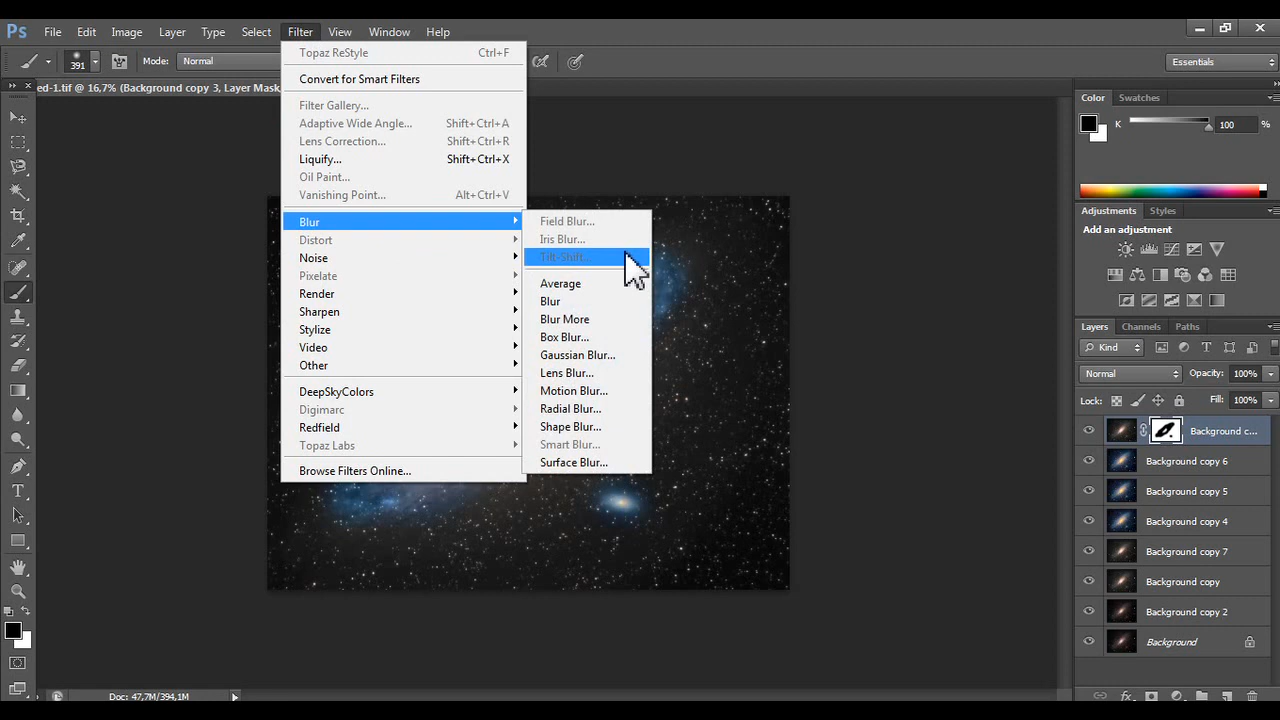 Ps File Edit Image Layer Type Select Filter View Window Help
391 Mode: Normal Essentials
ed-1.tif @ 16,7% (Background copy 3, Layer Mask
Topaz ReStyle Ctrl+F
Convert for Smart Filters
Filter Gallery...
Adaptive Wide Angle... Shift+Ctrl+A
Lens Correction... Shift+Ctrl+R
Liquify... Shift+Ctrl+X
Oil Paint...
Vanishing Point... Alt+Ctrl+V
Blur
Distort
Noise
Pixelate
Render
Sharpen
Stylize
Video
Other
DeepSkyColors
Digimarc
Redfield
Topaz Labs
Browse Filters Online...
Field Blur...
Iris Blur...
Tilt-Shift...
Average
Blur
Blur More
Box Blur...
Gaussian Blur...
Lens Blur...
Motion Blur...
Radial Blur...
Shape Blur...
Smart Blur...
Surface Blur...
Color Swatches
K 100 %
Adjustments Styles
Add an adjustment
Layers Channels Paths
Kind
Normal Opacity: 100%
Lock: Fill: 100%
Background c...
Background copy 6
Background copy 5
Background copy 4
Background copy 7
Background copy
Background copy 2
Background
Doc: 47,7M/394,1M